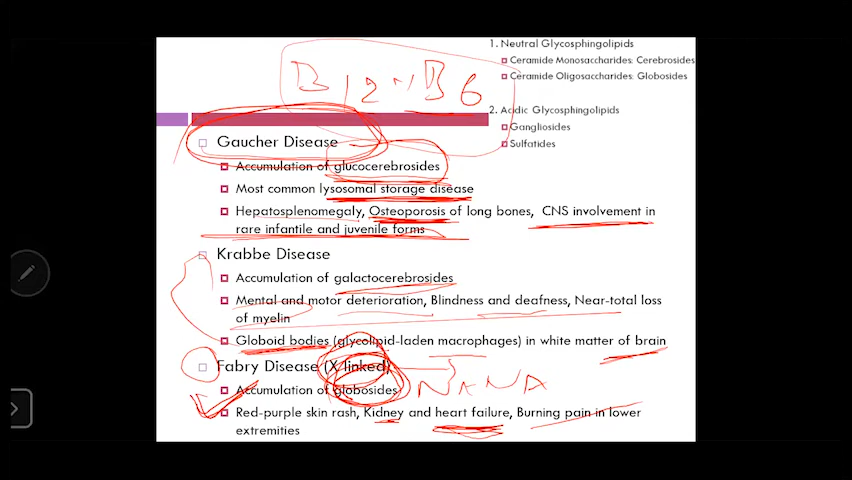 1. Neutral Glycosphingolipids
Ceramide Monosaccharides: Cerebrosides
Ceramide Oligosaccharides: Globosides
2. Acidic Glycosphingolipids
Gangliosides
Sulfatides
B12 B6
Gaucher Disease
Accumulation of glucocerebrosides
Most common lysosomal storage disease
Hepatosplenomegaly, Osteoporosis of long bones, CNS involvement in
rare infantile and juvenile forms
Krabbe Disease
Accumulation of galactocerebrosides
Mental and motor deterioration, Blindness and deafness, Near-total loss
of myelin
Globoid bodies (glycolipid-laden macrophages) in white matter of brain
Fabry Disease (X-linked)
Accumulation of globosides
NANA
Red-purple skin rash, Kidney and heart failure, Burning pain in lower
extremities